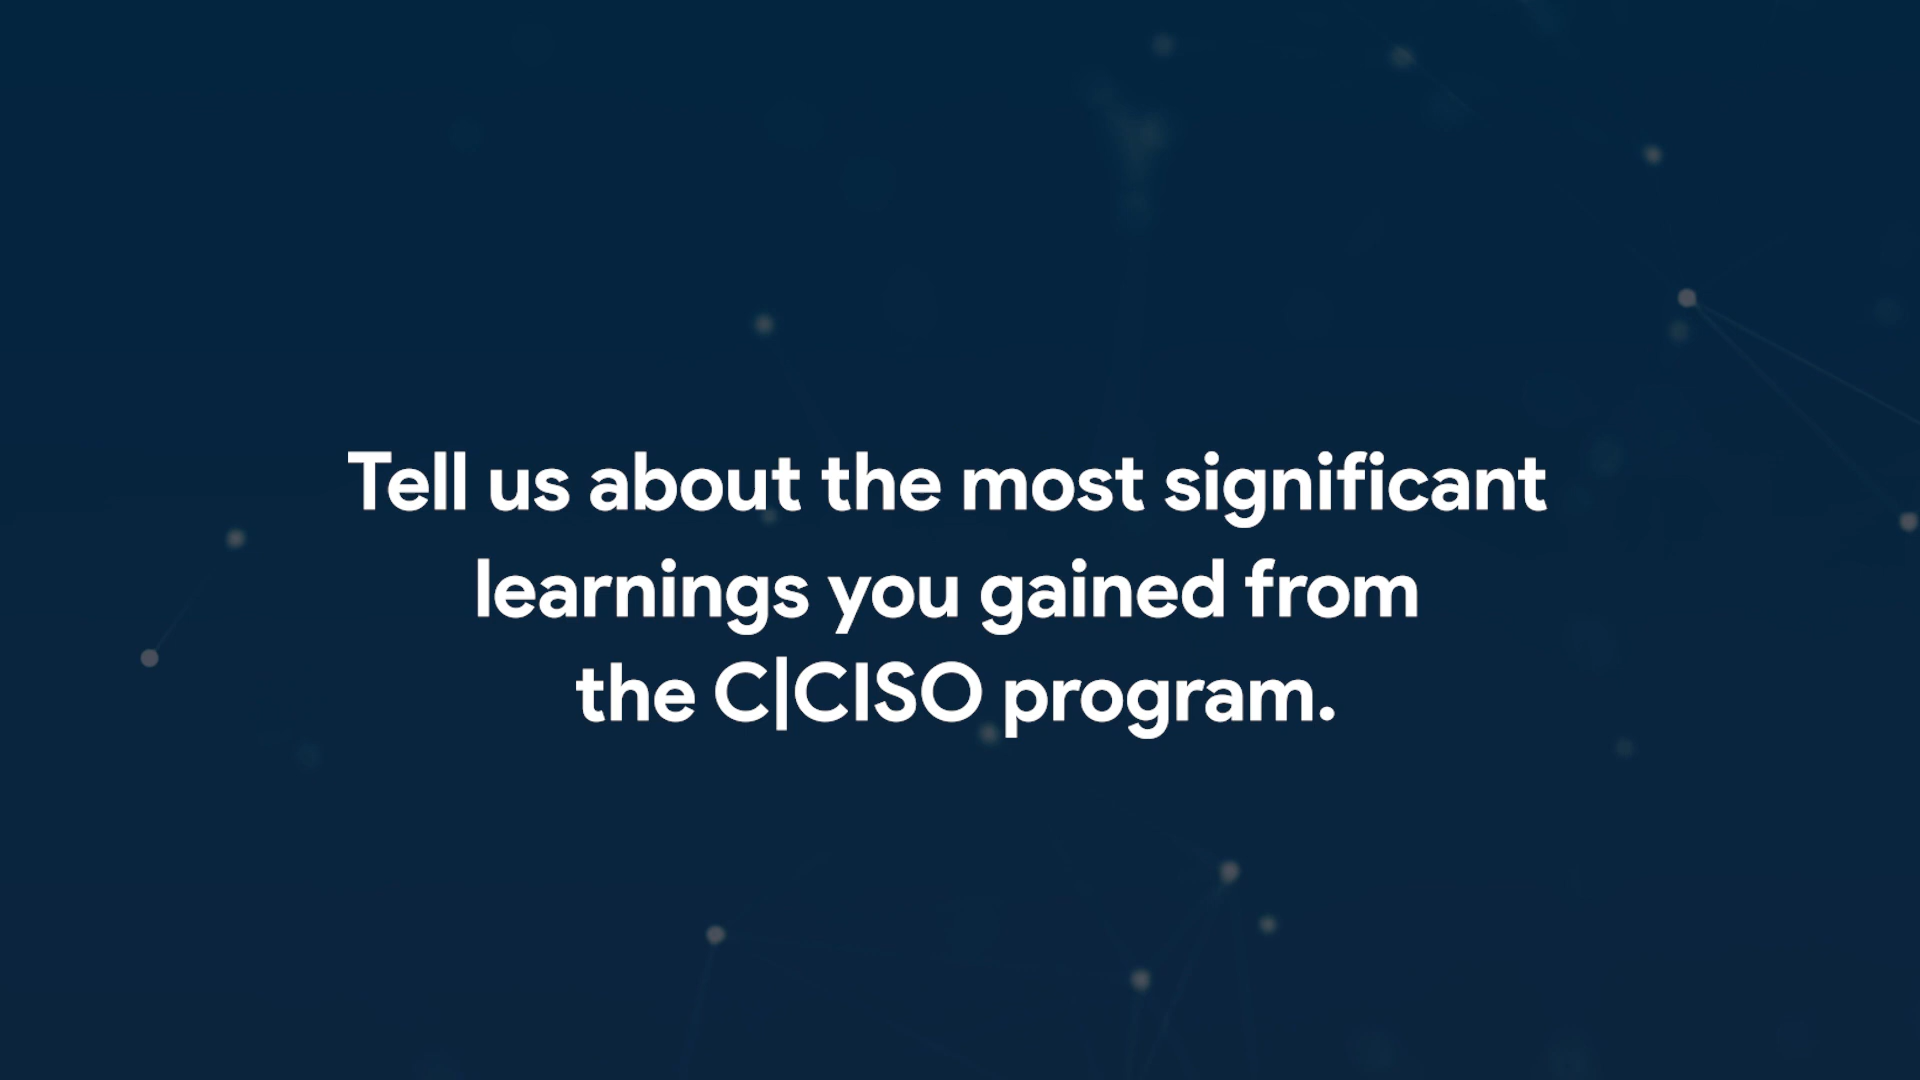 Tell us about the most significant
learnings you gained from
the C|CISO program.